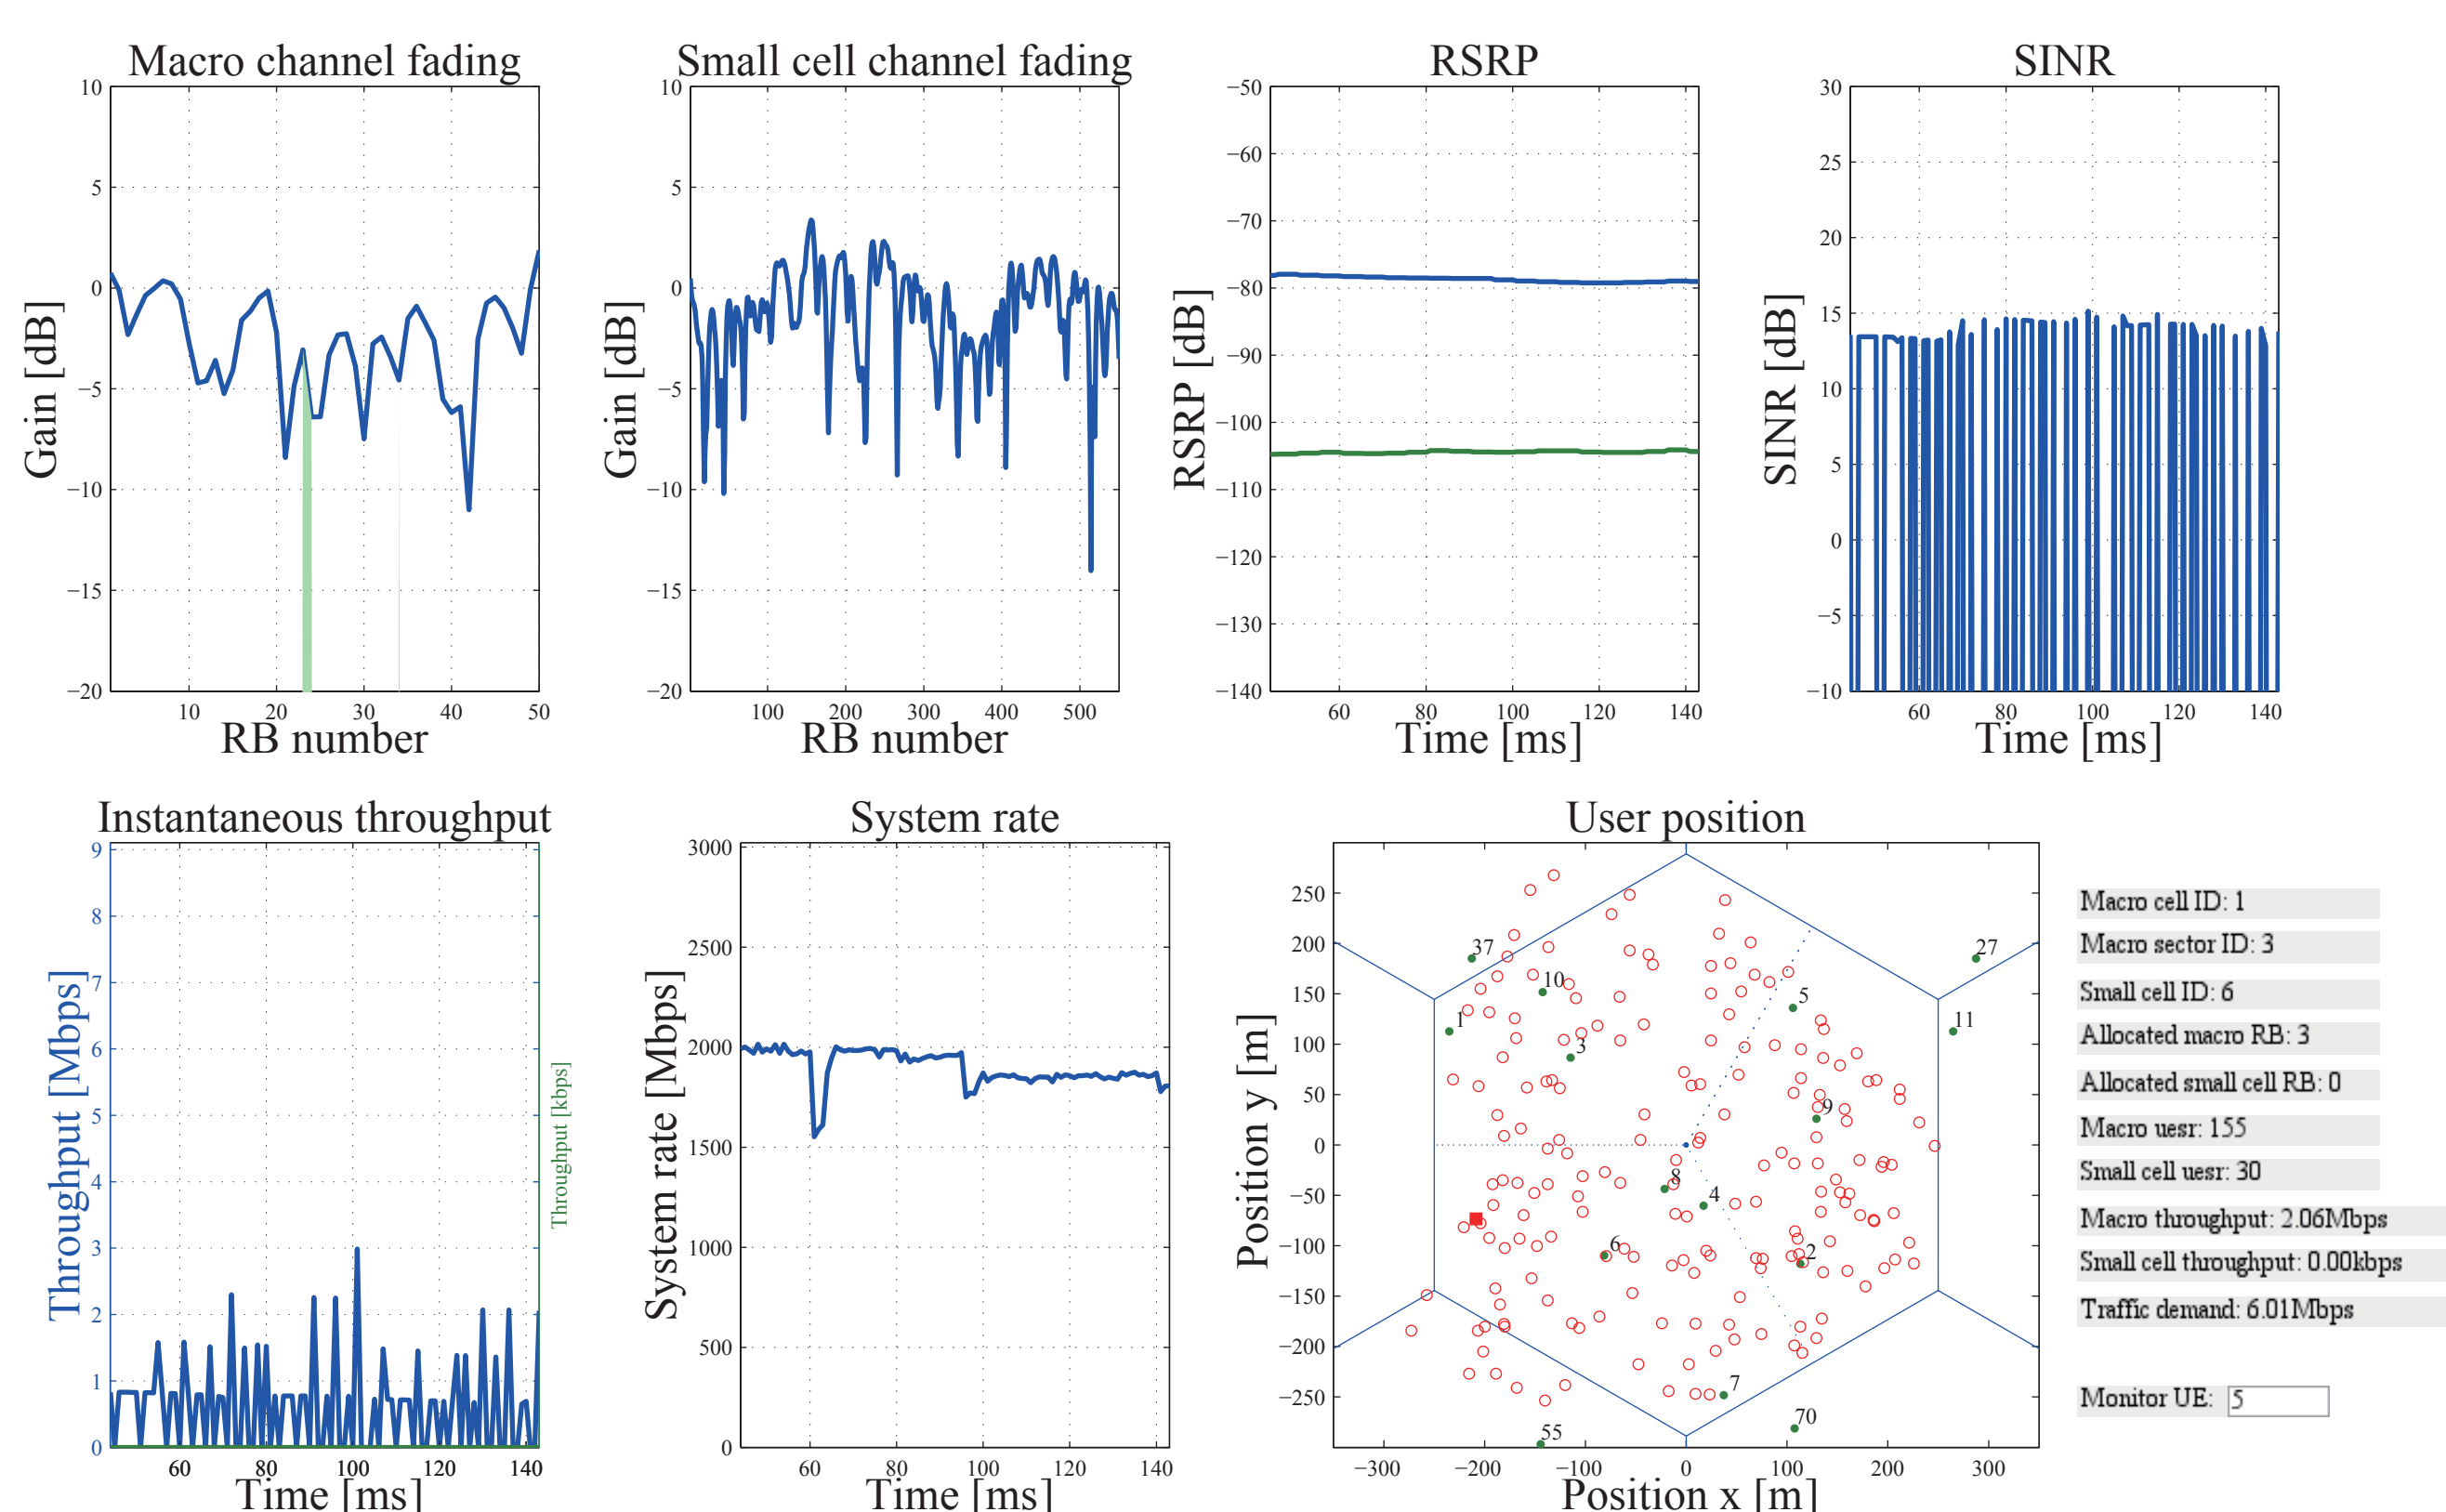 Macro channel fading
10
5
0
−5
−10
−15
−20
Gain [dB]
10 20 30 40 50
RB number
Small cell channel fading
10
5
0
−5
−10
−15
−20
Gain [dB]
100 200 300 400 500
RB number
RSRP
−50
−60
−70
−80
−90
−100
−110
−120
−130
−140
RSRP [dB]
60 80 100 120 140
Time [ms]
SINR
30
25
20
15
10
5
0
−5
−10
SINR [dB]
60 80 100 120 140
Time [ms]
Instantaneous throughput
9
8
7
6
5
4
3
2
1
0
Throughput [Mbps]
Throughput [kbps]
60 80 100 120 140
Time [ms]
System rate
3000
2500
2000
1500
1000
500
0
System rate [Mbps]
60 80 100 120 140
Time [ms]
User position
250
200
150
100
50
0
−50
−100
−150
−200
−250
Position y [m]
37
27
10
5
1
11
3
9
8
4
6
2
7
70
55
−300 −200 −100 0 100 200 300
Position x [m]
Macro cell ID: 1
Macro sector ID: 3
Small cell ID: 6
Allocated macro RB: 3
Allocated small cell RB: 0
Macro uesr: 155
Small cell uesr: 30
Macro throughput: 2.06Mbps
Small cell throughput: 0.00kbps
Traffic demand: 6.01Mbps
Monitor UE: 5